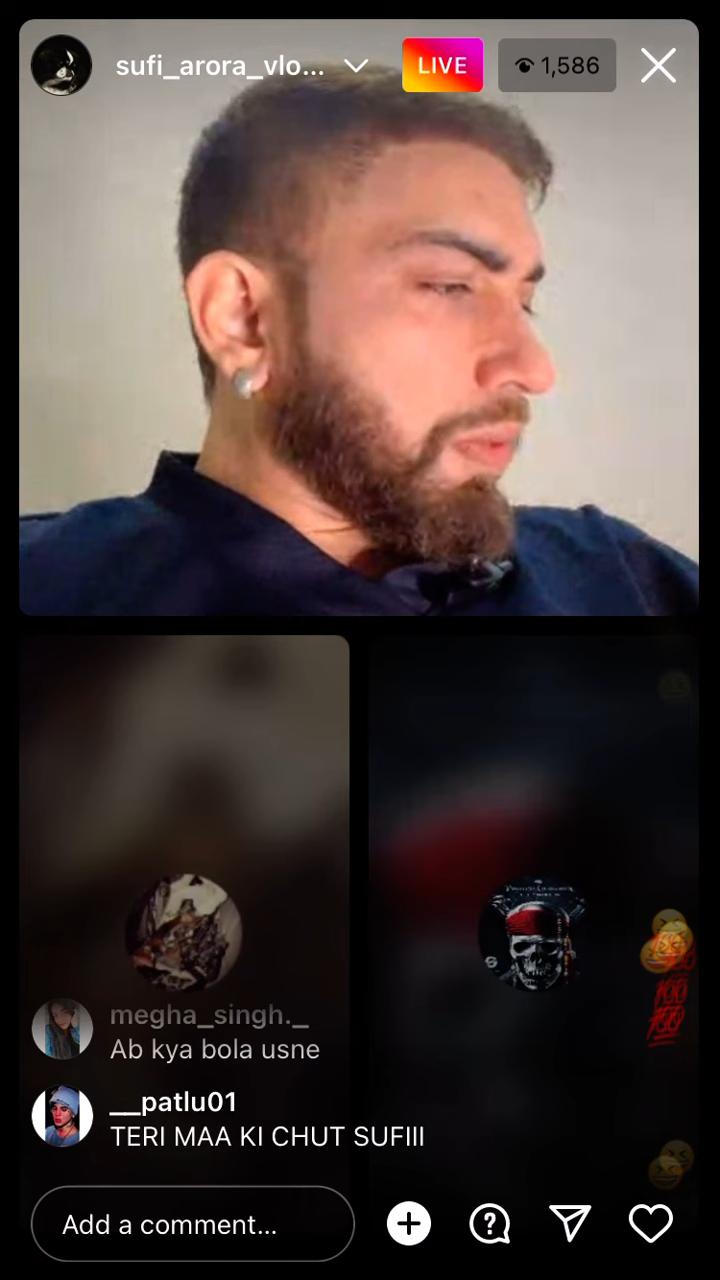 sufi_arora_vlo...
LIVE
1,586
megha_singh._
Ab kya bola usne
__patlu01
TERI MAA KI CHUT SUFIII
Add a comment...